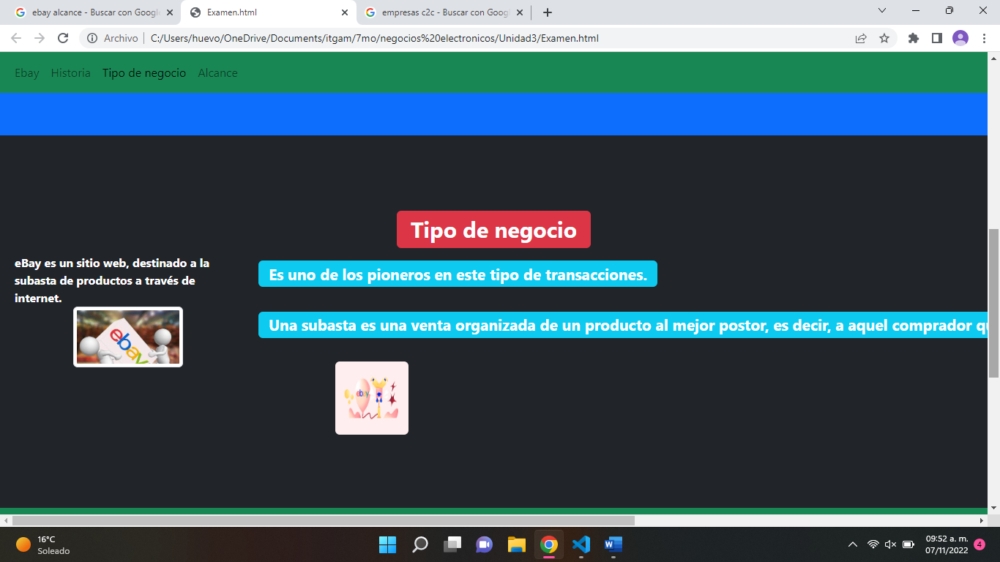 ebay alcance - Buscar con Googl
Examen.html
empresas c2c - Buscar con Googl
Archivo
C:/Users/huevo/OneDrive/Documents/itgam/7mo/negocios%20electronicos/Unidad3/Examen.html
Ebay Historia Tipo de negocio Alcance
Tipo de negocio
eBay es un sitio web, destinado a la
subasta de productos a través de
internet.
ebay
Es uno de los pioneros en este tipo de transacciones.
Una subasta es una venta organizada de un producto al mejor postor, es decir, a aquel comprador qu
ebay
16°C
Soleado
09:52 a. m.
07/11/2022
4